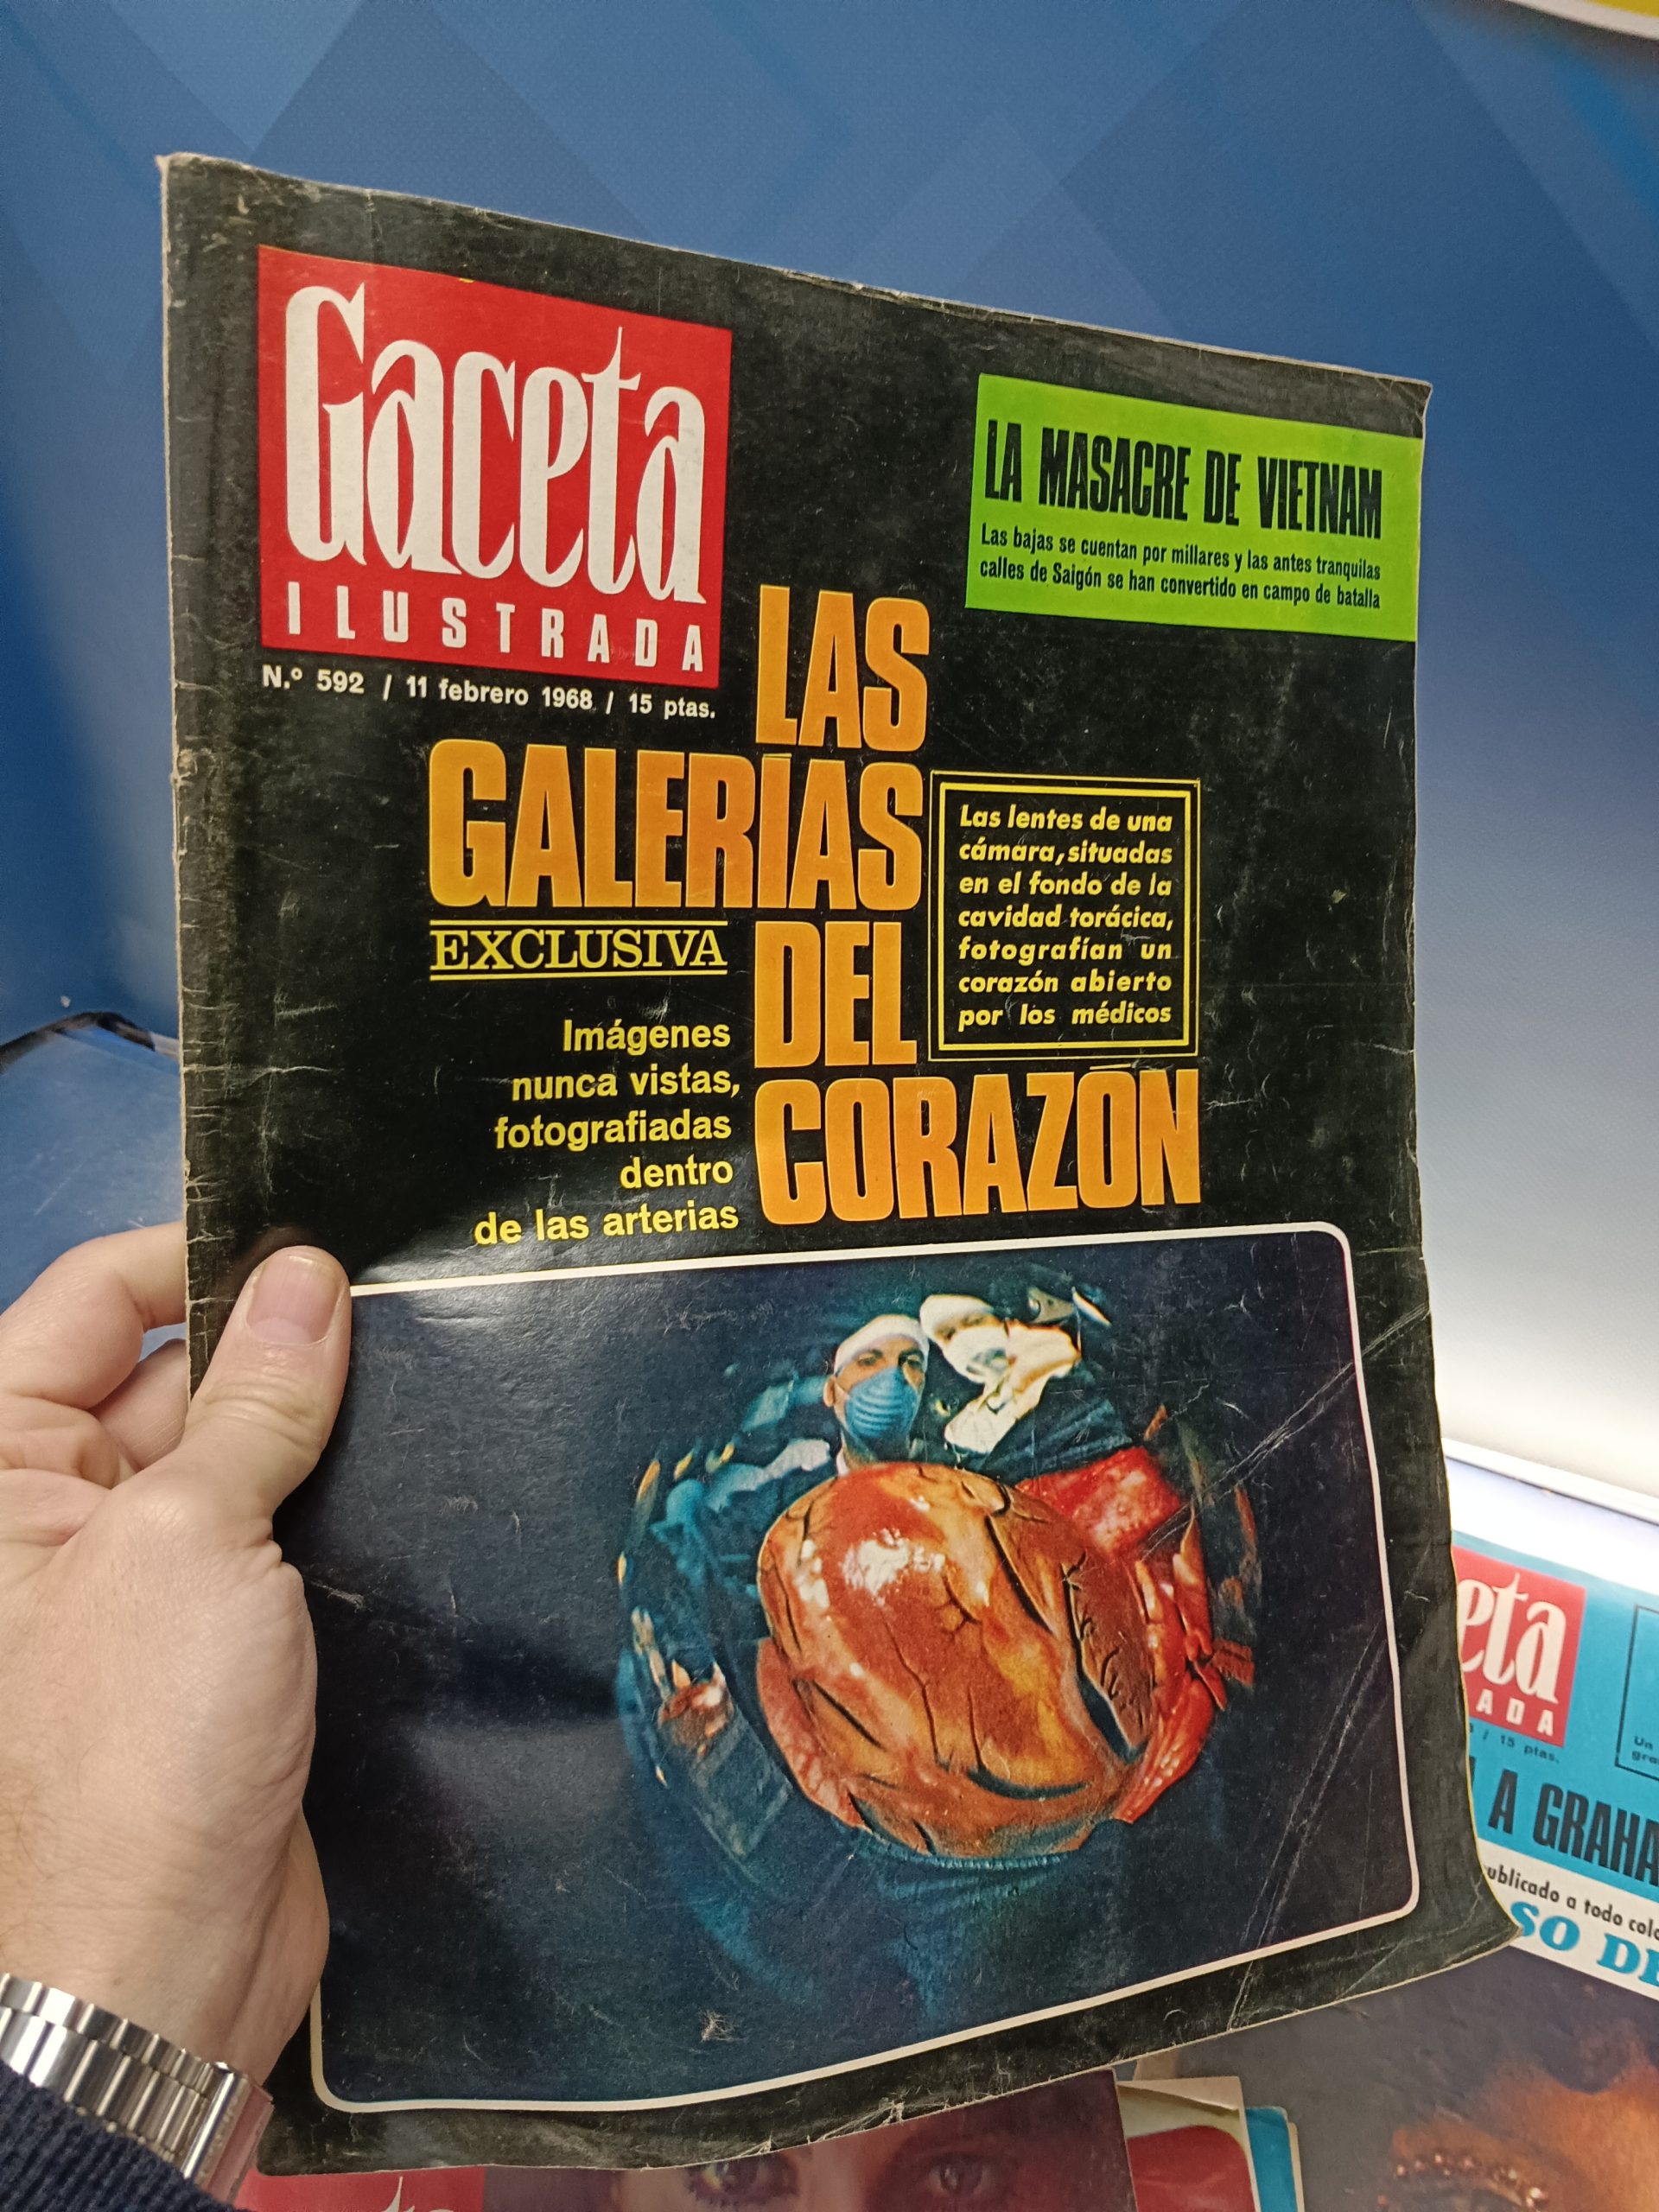 Gaceta
ILUSTRADA
N.º 592 / 11 febrero 1968 / 15 ptas.
LA MASACRE DE VIETNAM
Las bajas se cuentan por millares y las antes tranquilas
calles de Saigón se han convertido en campo de batalla
LAS
GALERÍAS
DEL
CORAZÓN
EXCLUSIVA
Imágenes
nunca vistas,
fotografiadas
dentro
de las arterias
Las lentes de una
cámara, situadas
en el fondo de la
cavidad torácica,
fotografían un
corazón abierto
por los médicos
eta
ADA
/ 15 ptas.
Un
A GRAHA
ublicado a todo colo
SO DE